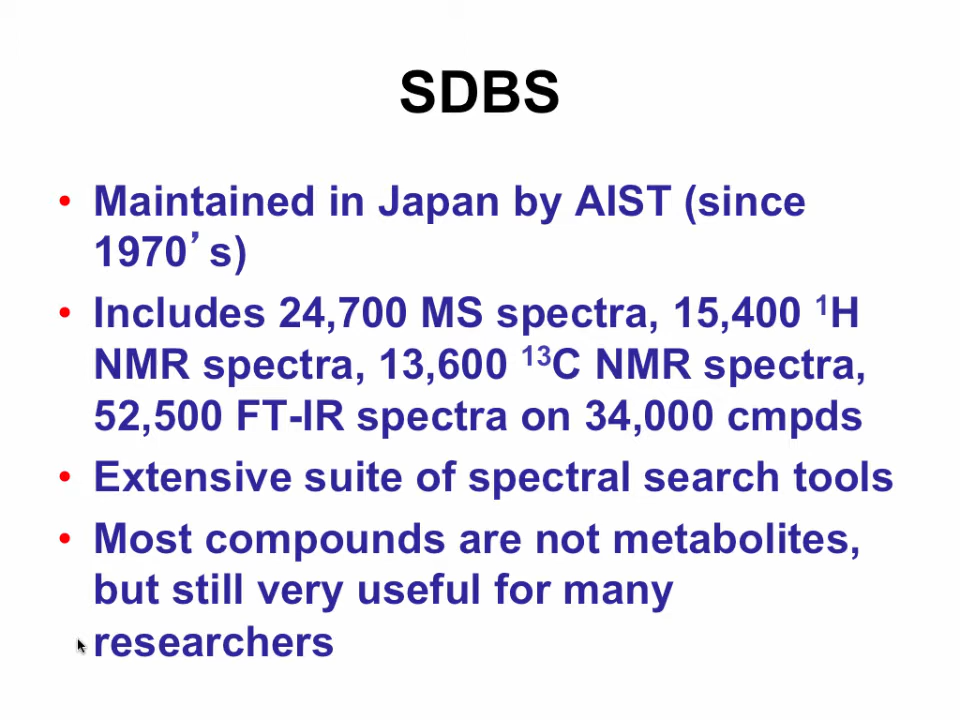 SDBS
• Maintained in Japan by AIST (since
1970’s)
• Includes 24,700 MS spectra, 15,400 ¹H
NMR spectra, 13,600 ¹³C NMR spectra,
52,500 FT-IR spectra on 34,000 cmpds
• Extensive suite of spectral search tools
• Most compounds are not metabolites,
but still very useful for many
researchers